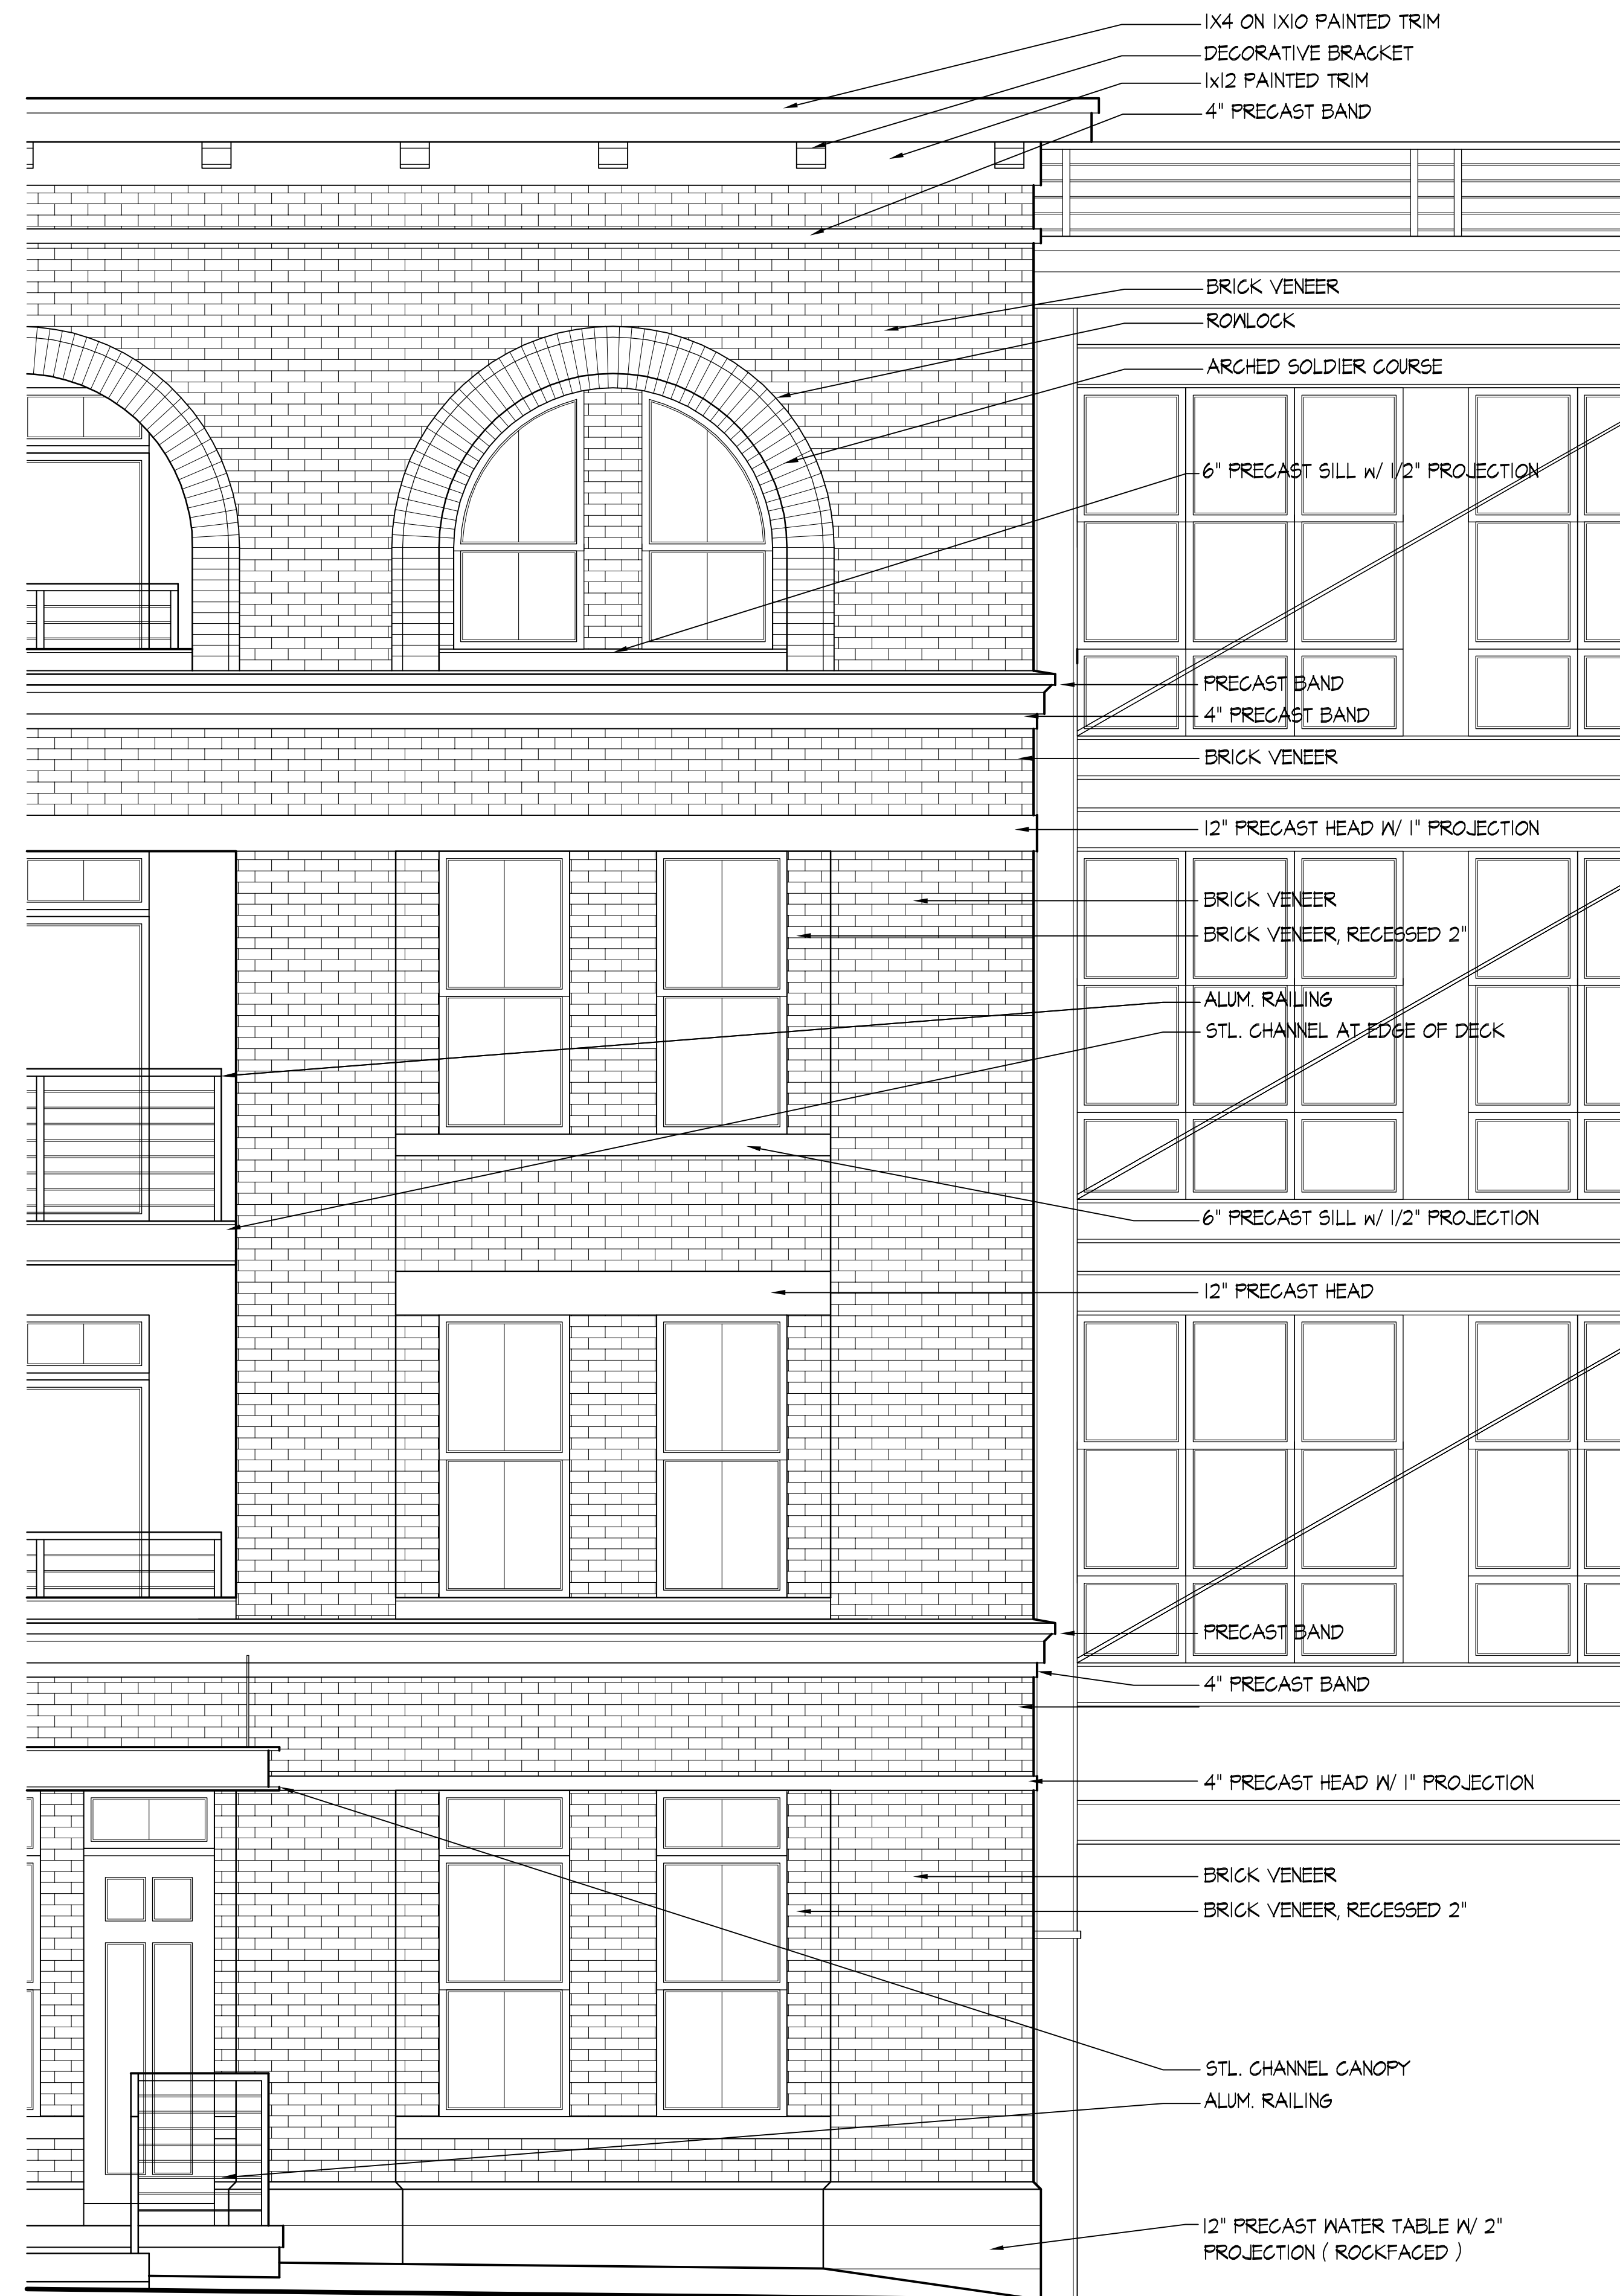 1X4 ON 1X10 PAINTED TRIM
DECORATIVE BRACKET
1x12 PAINTED TRIM
4" PRECAST BAND
BRICK VENEER
ROWLOCK
ARCHED SOLDIER COURSE
6" PRECAST SILL W/ 1/2" PROJECTION
PRECAST BAND
4" PRECAST BAND
BRICK VENEER
12" PRECAST HEAD W/ 1" PROJECTION
BRICK VENEER
BRICK VENEER, RECESSED 2"
ALUM. RAILING
STL. CHANNEL AT EDGE OF DECK
6" PRECAST SILL W/ 1/2" PROJECTION
12" PRECAST HEAD
PRECAST BAND
4" PRECAST BAND
4" PRECAST HEAD W/ 1" PROJECTION
BRICK VENEER
BRICK VENEER, RECESSED 2"
STL. CHANNEL CANOPY
ALUM. RAILING
12" PRECAST WATER TABLE W/ 2"
PROJECTION ( ROCKFACED )